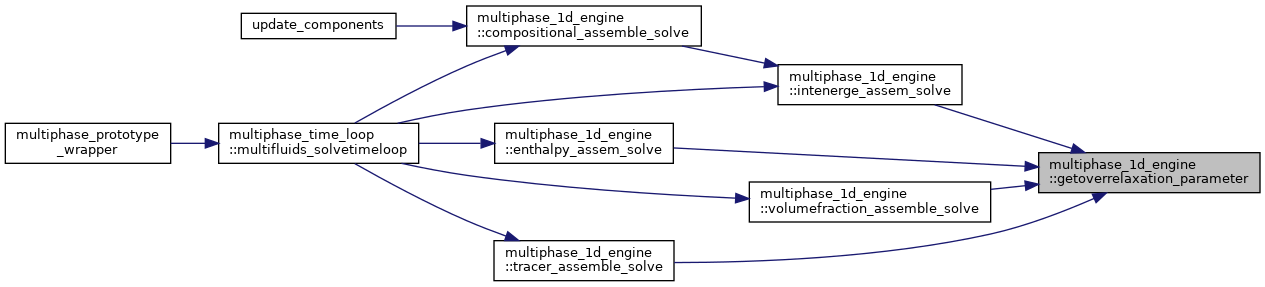 update_components
multiphase_1d_engine
::compositional_assemble_solve
multiphase_1d_engine
::intenerge_assem_solve
multiphase_prototype
_wrapper
multiphase_time_loop
::multifluids_solvetimeloop
multiphase_1d_engine
::enthalpy_assem_solve
multiphase_1d_engine
::getoverrelaxation_parameter
multiphase_1d_engine
::volumefraction_assemble_solve
multiphase_1d_engine
::tracer_assemble_solve